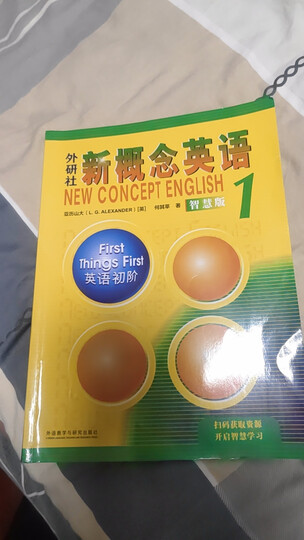 外研社
新概念英语
NEW CONCEPT ENGLISH
亚历山大（L. G. ALEXANDER）[英] 何其莘 著
智慧版
1
First
Things First
英语初阶
外语教学与研究出版社
扫码获取资源
开启智慧学习